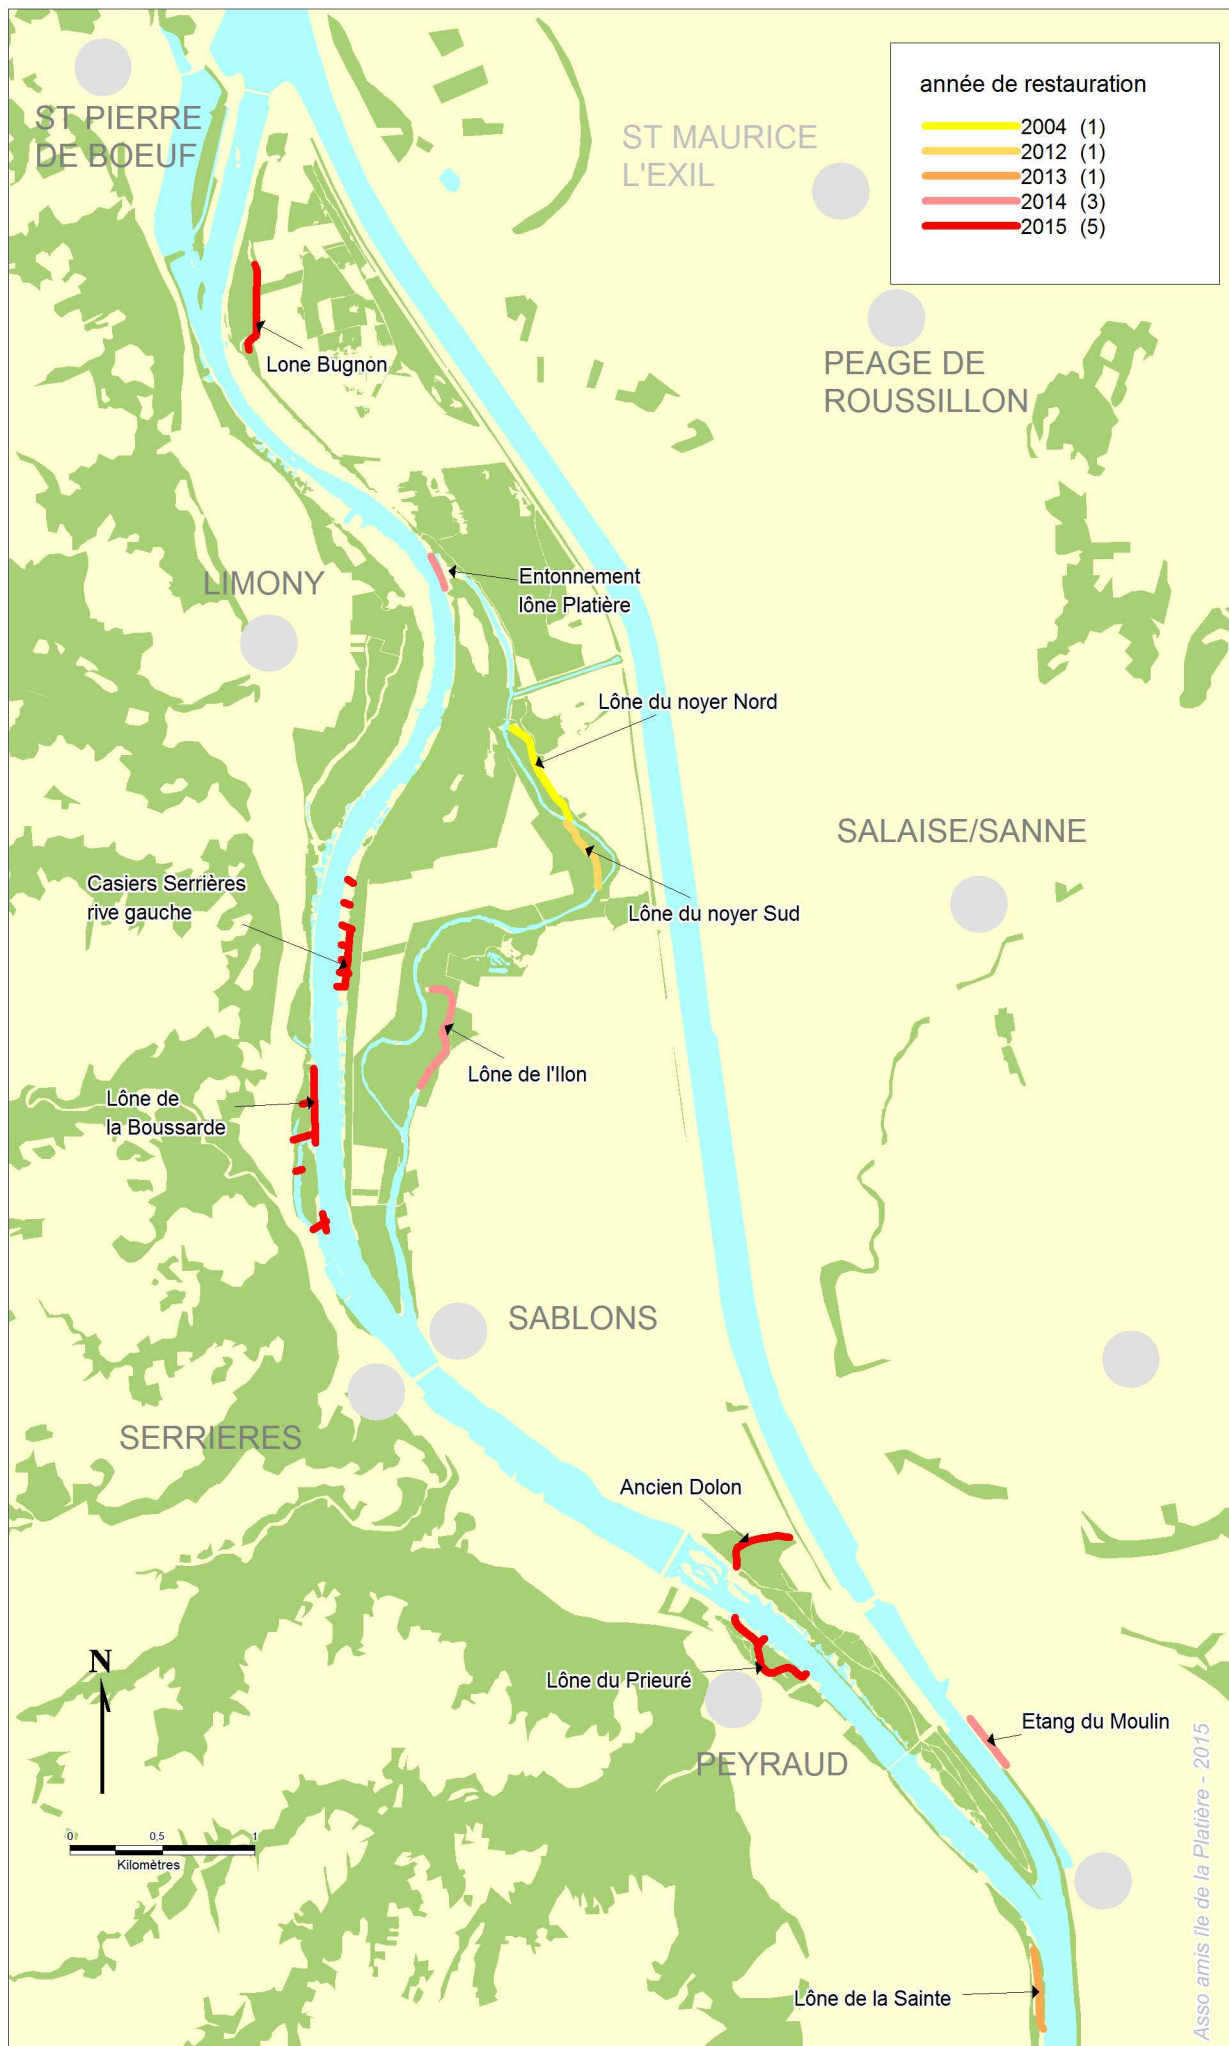 ST PIERRE
DE BOEUF
ST MAURICE
L'EXIL
année de restauration
2004 (1)
2012 (1)
2013 (1)
2014 (3)
2015 (5)
Lone Bugnon
PEAGE DE
ROUSSILLON
LIMONY
Entonnement
lône Platière
Lône du noyer Nord
SALAISE/SANNE
Casiers Serrières
rive gauche
Lône du noyer Sud
Lône de l'Ilon
Lône de
la Boussarde
SABLONS
SERRIERES
Ancien Dolon
N
Lône du Prieuré
Etang du Moulin
PEYRAUD
0 0,5 1
Kilomètres
Lône de la Sainte
Asso amis île de la Platière - 2015